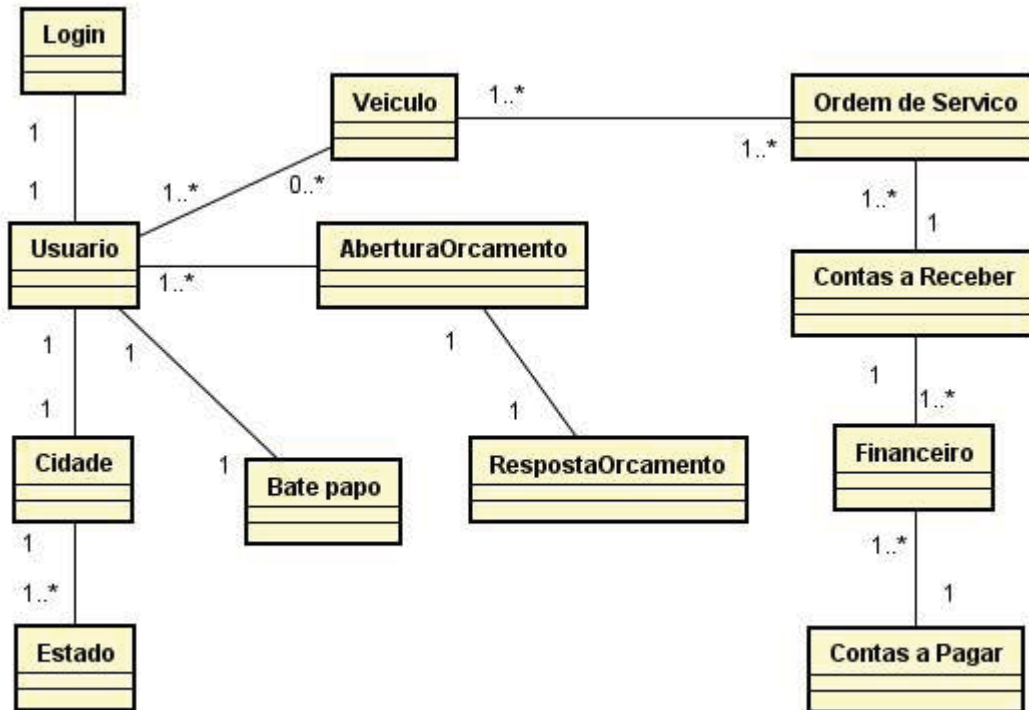 Login
1
1
Veiculo
1..*
1..*
Ordem de Servico
1..*
0..*
Usuario
1..*
AberturaOrcamento
1..*
1
Contas a Receber
1
1
1
1
1
1
1
1..*
Cidade
Bate papo
RespostaOrcamento
Financeiro
1
1..*
1..*
1
Estado
Contas a Pagar